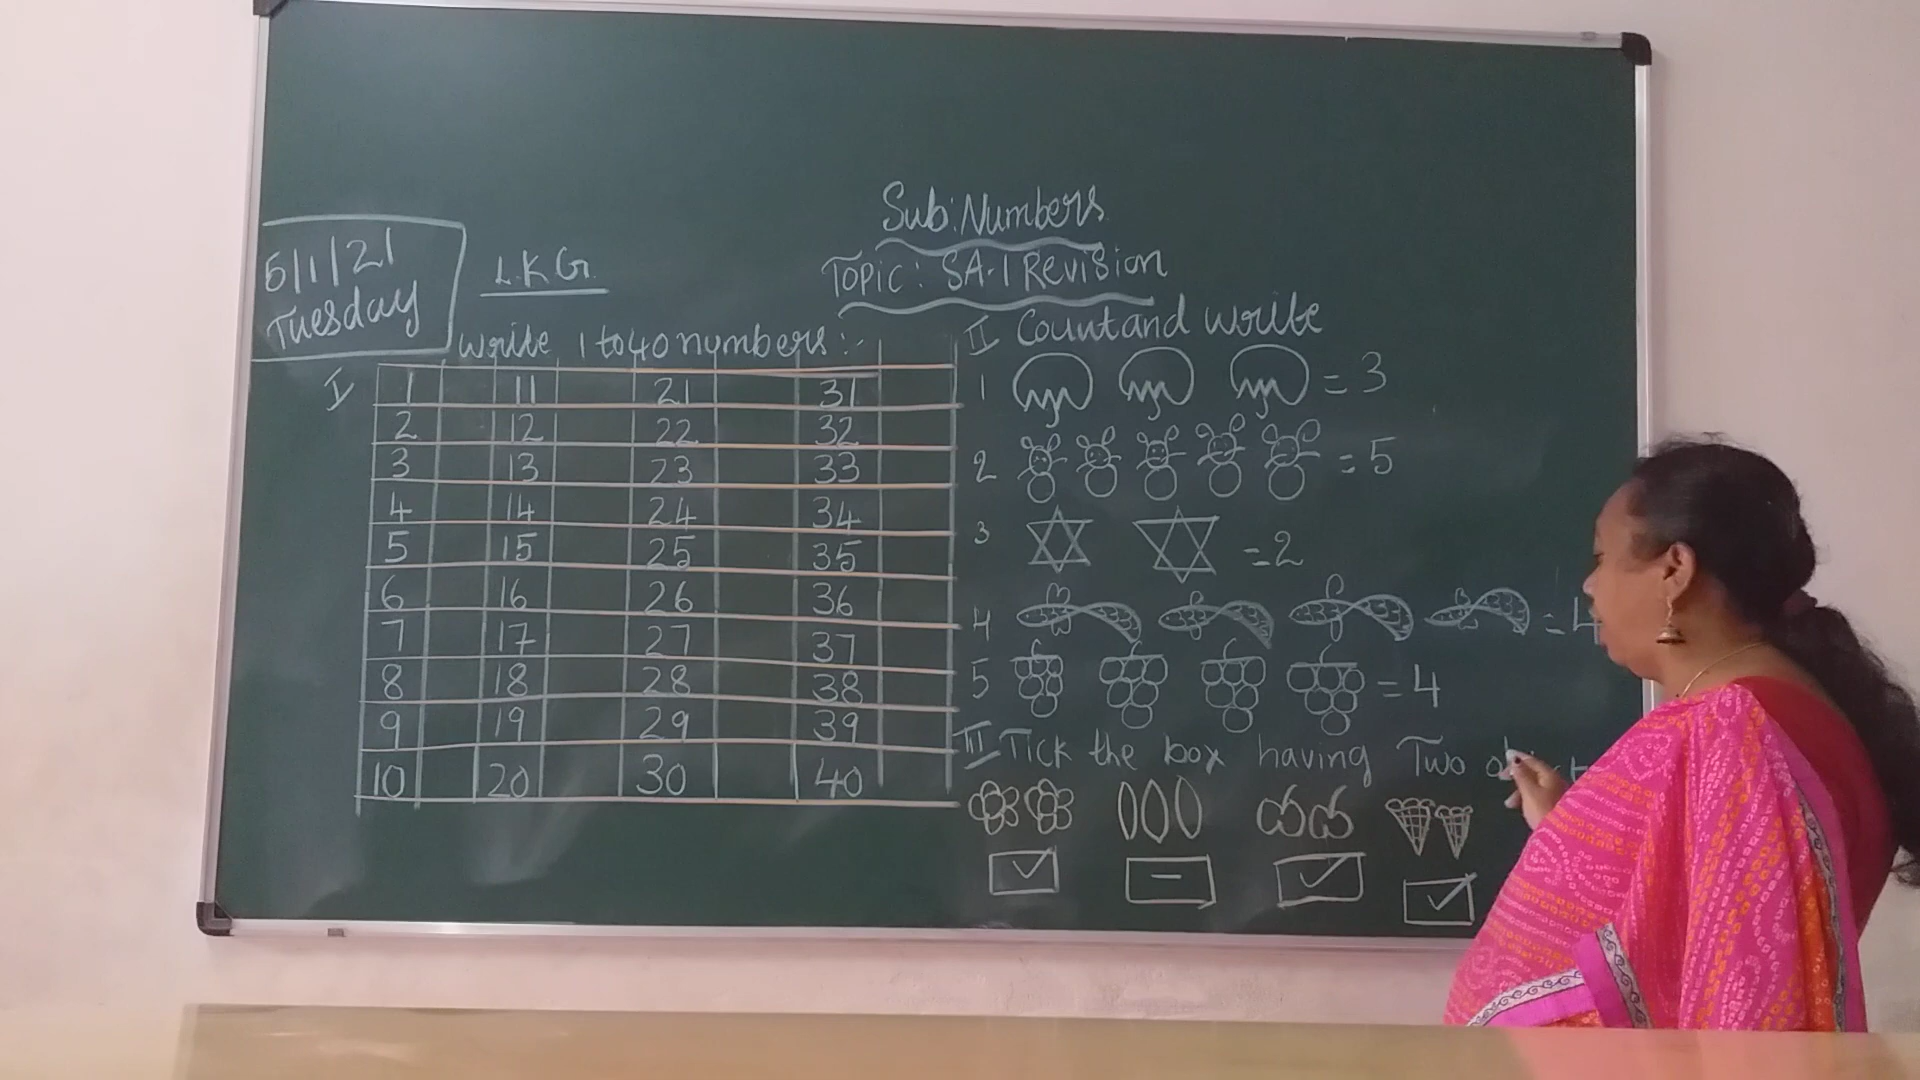 Sub: Numbers
Topic: SA-1 Revision
5/1/21
Tuesday
L.K.G.
Write 1 to 40 numbers:-
I
1 11 21 31
2 12 22 32
3 13 23 33
4 14 24 34
5 15 25 35
6 16 26 36
7 17 27 37
8 18 28 38
9 19 29 39
10 20 30 40
II Count and write
1 = 3
2 = 5
3 = 2
4 = 4
5 = 4
III Tick the box having Two